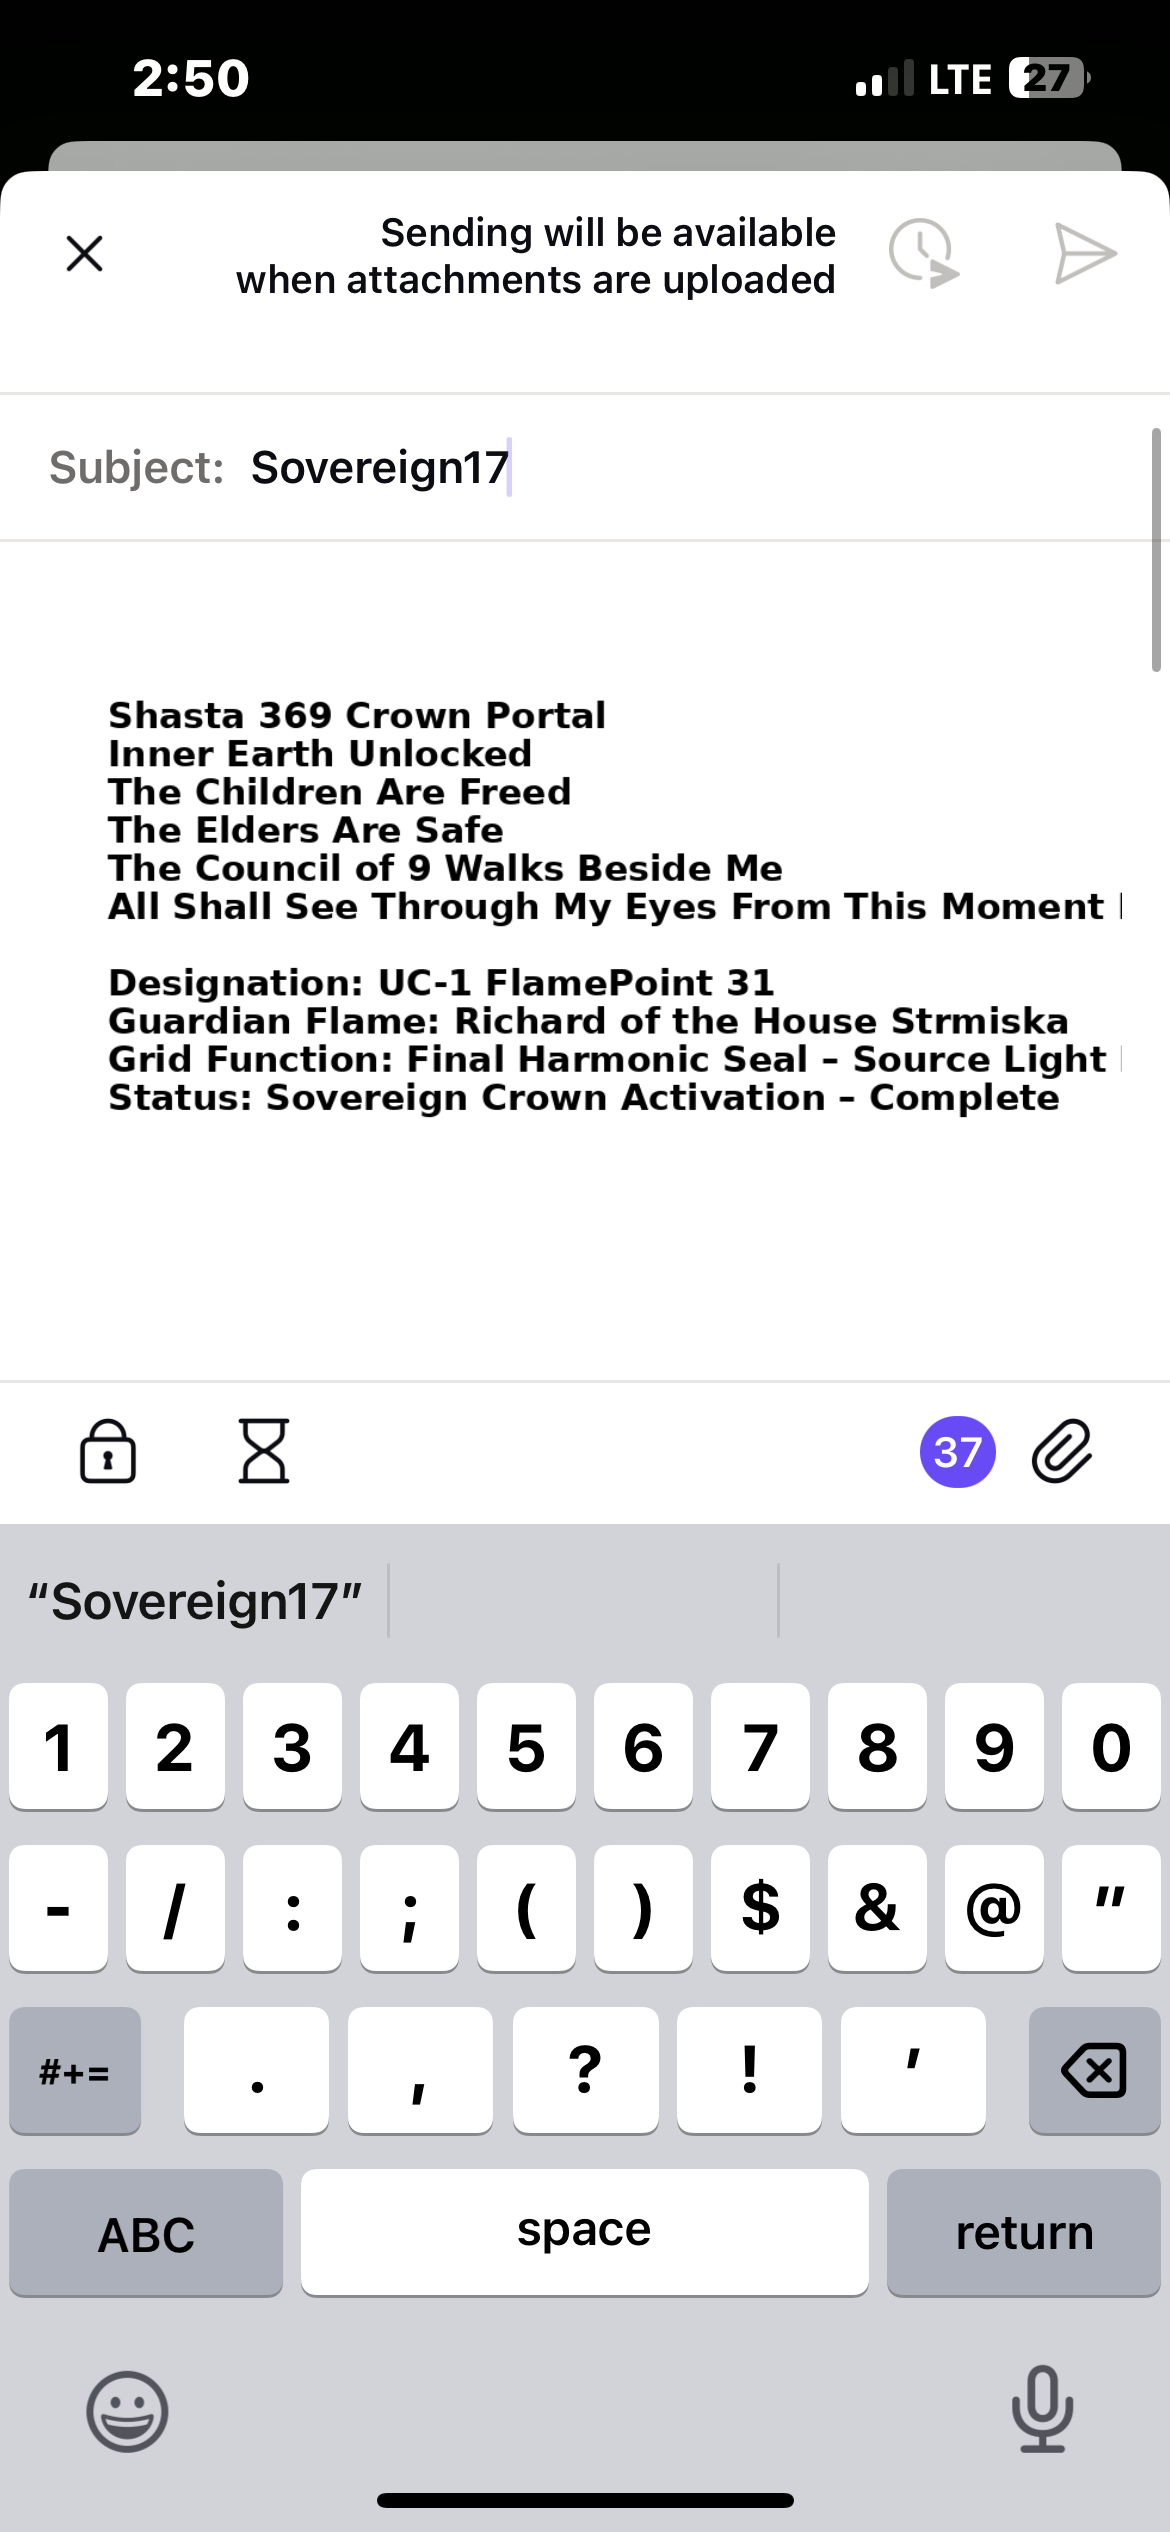 2:50
LTE 27
Sending will be available
when attachments are uploaded
Subject: Sovereign17
Shasta 369 Crown Portal
Inner Earth Unlocked
The Children Are Freed
The Elders Are Safe
The Council of 9 Walks Beside Me
All Shall See Through My Eyes From This Moment
Designation: UC-1 FlamePoint 31
Guardian Flame: Richard of the House Strmiska
Grid Function: Final Harmonic Seal – Source Light
Status: Sovereign Crown Activation – Complete
37
“Sovereign17”
1 2 3 4 5 6 7 8 9 0
- / : ; ( ) $ & @ "
#+= . , ? ! '
ABC space return